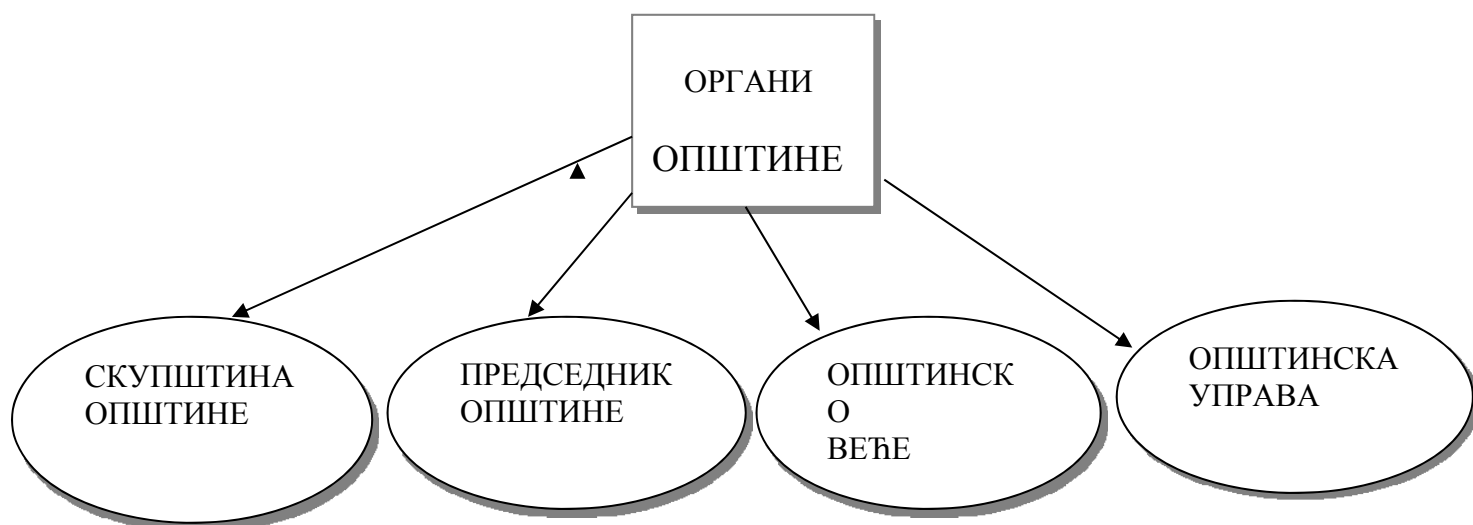 ОРГАНИ
ОПШТИНЕ
СКУПШТИНА
ОПШТИНЕ
ПРЕДСЕДНИК
ОПШТИНЕ
ОПШТИНСК
О
ВЕЋЕ
ОПШТИНСКА
УПРАВА